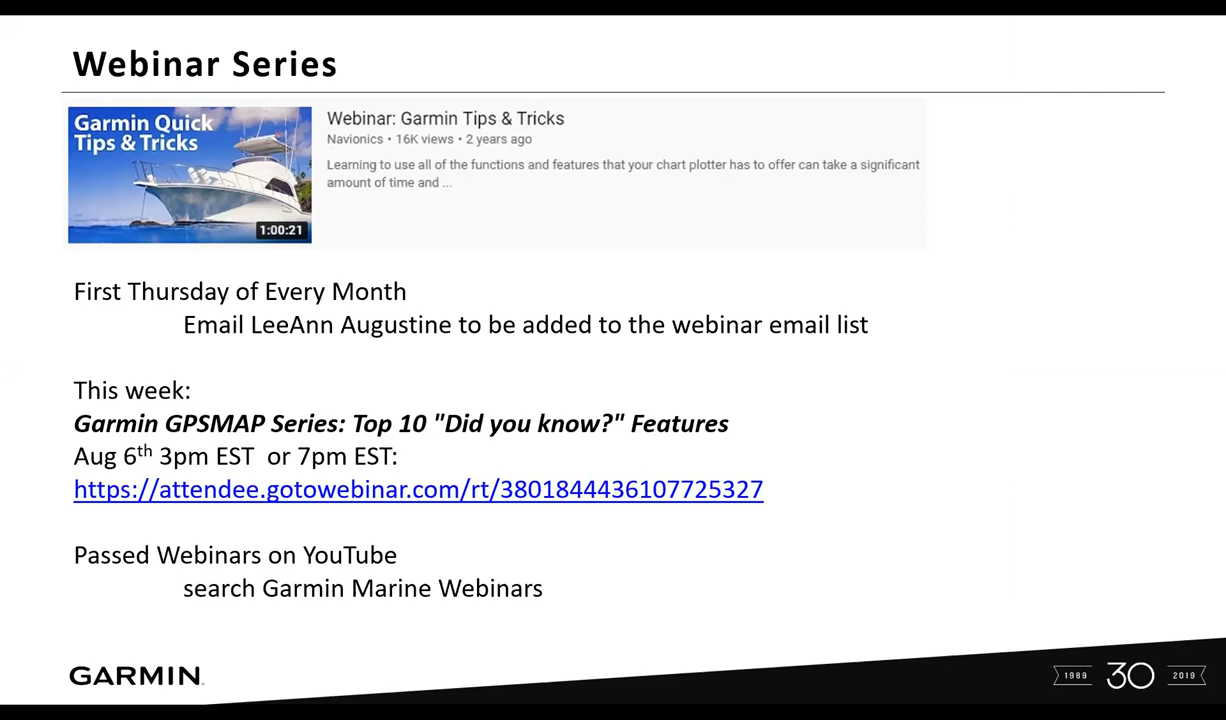 Webinar Series
Garmin Quick
Tips & Tricks
1:00:21
Webinar: Garmin Tips & Tricks
Navionics • 16K views • 2 years ago
Learning to use all of the functions and features that your chart plotter has to offer can take a significant
amount of time and ...
First Thursday of Every Month
Email LeeAnn Augustine to be added to the webinar email list
This week:
Garmin GPSMAP Series: Top 10 "Did you know?" Features
Aug 6th 3pm EST or 7pm EST:
https://attendee.gotowebinar.com/rt/3801844436107725327
Passed Webinars on YouTube
search Garmin Marine Webinars
GARMIN
1989 30 2019